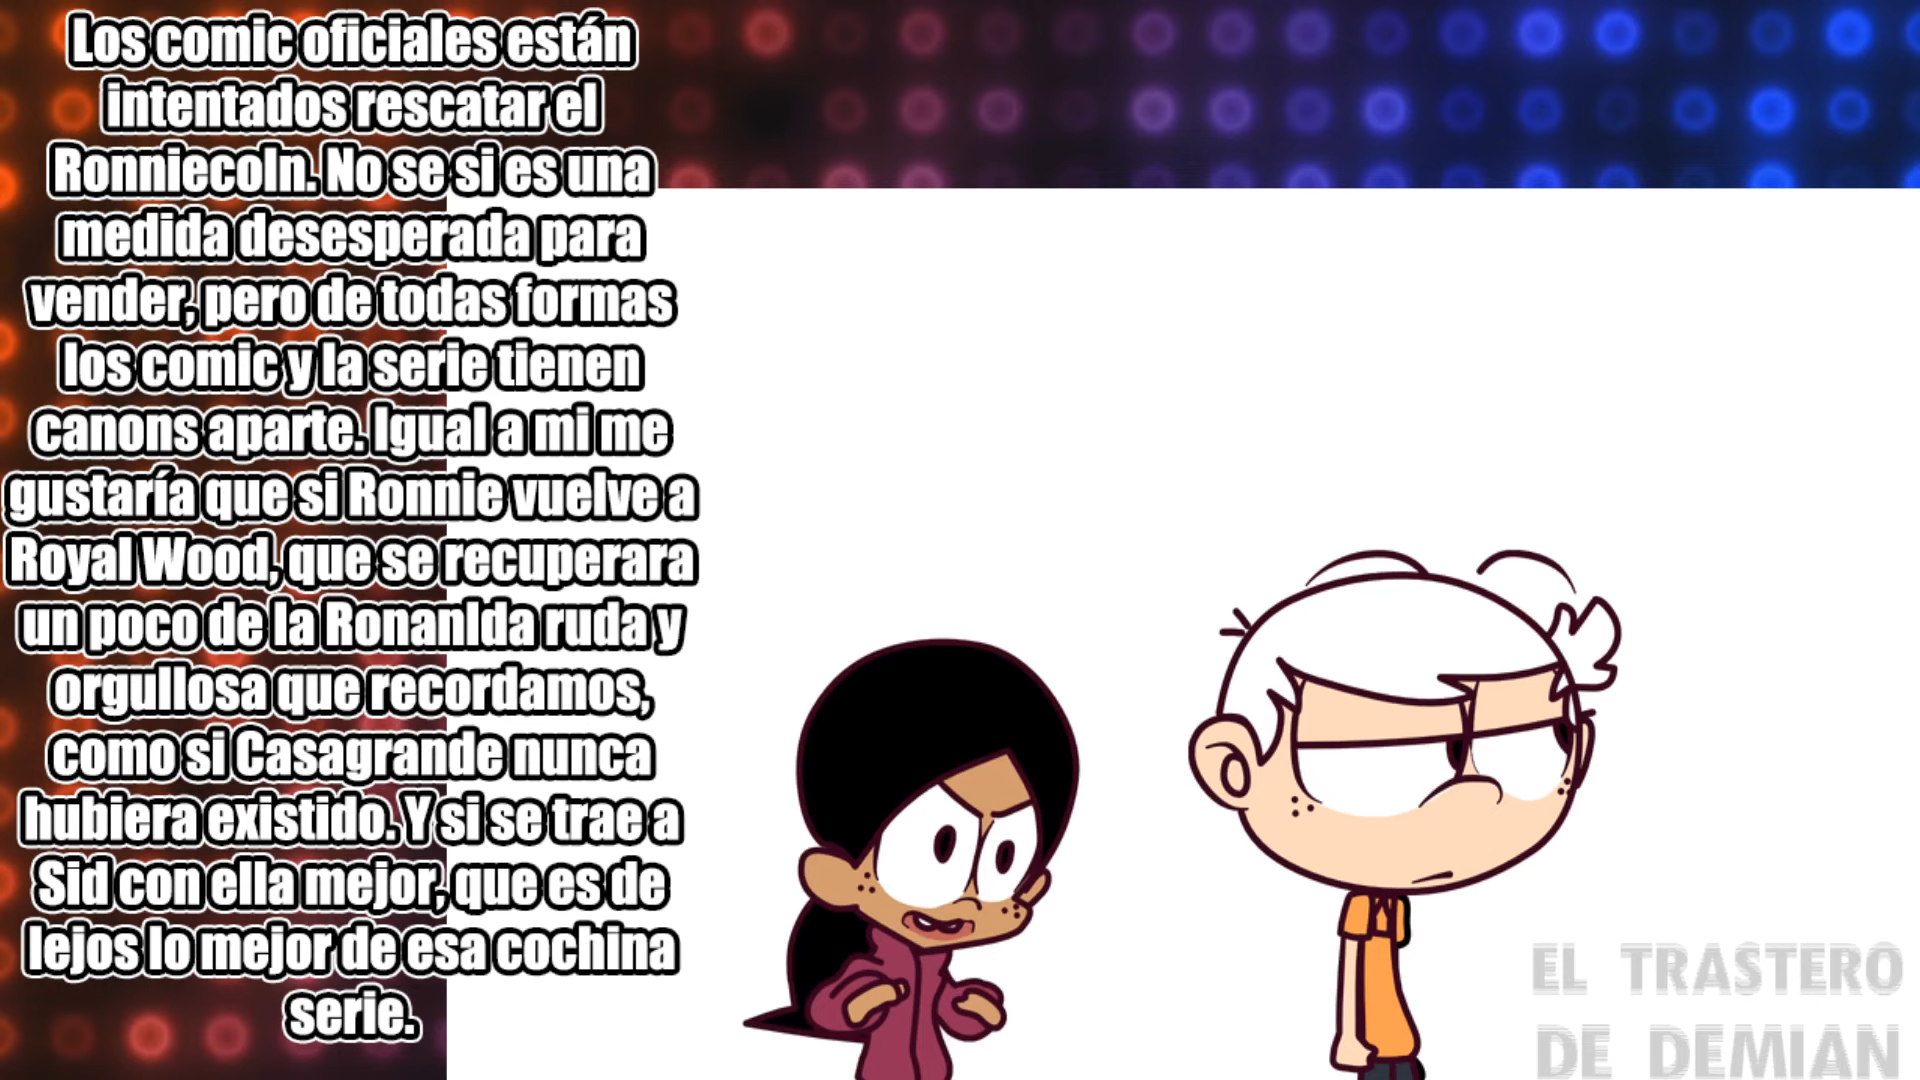 Los comic oficiales están
intentados rescatar el
Ronniecoln. No se si es una
medida desesperada para
vender, pero de todas formas
los comic y la serie tienen
canons aparte. Igual a mi me
gustaría que si Ronnie vuelve a
Royal Wood, que se recuperara
un poco de la Ronanlda ruda y
orgullosa que recordamos,
como si Casagrande nunca
hubiera existido. Y si se trae a
Sid con ella mejor, que es de
lejos lo mejor de esa cochina
serie.
EL TRASTERO
DE DEMIAN